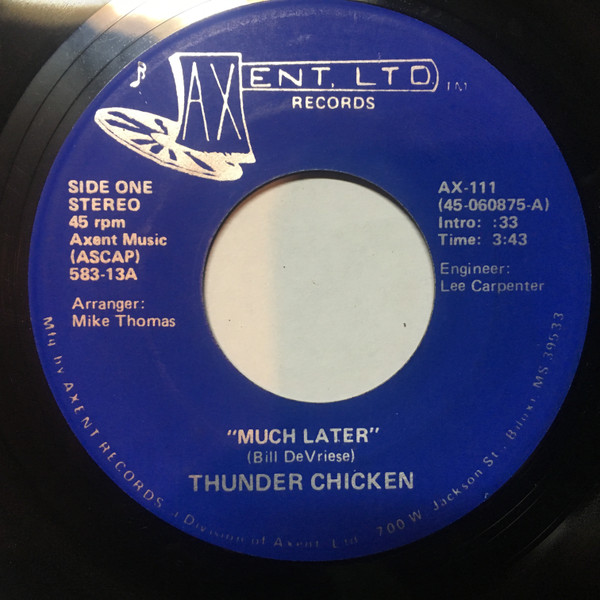 AXENT, LTD. TM
RECORDS
SIDE ONE
STEREO
45 rpm
Axent Music
(ASCAP)
583-13A
Arranger:
Mike Thomas
AX-111
(45-060875-A)
Intro: :33
Time: 3:43
Engineer:
Lee Carpenter
"MUCH LATER"
(Bill DeVriese)
THUNDER CHICKEN
Mfg by AXENT RECORDS a Division of Axent Ltd. 700 W. Jackson St. Biloxi MS 39533